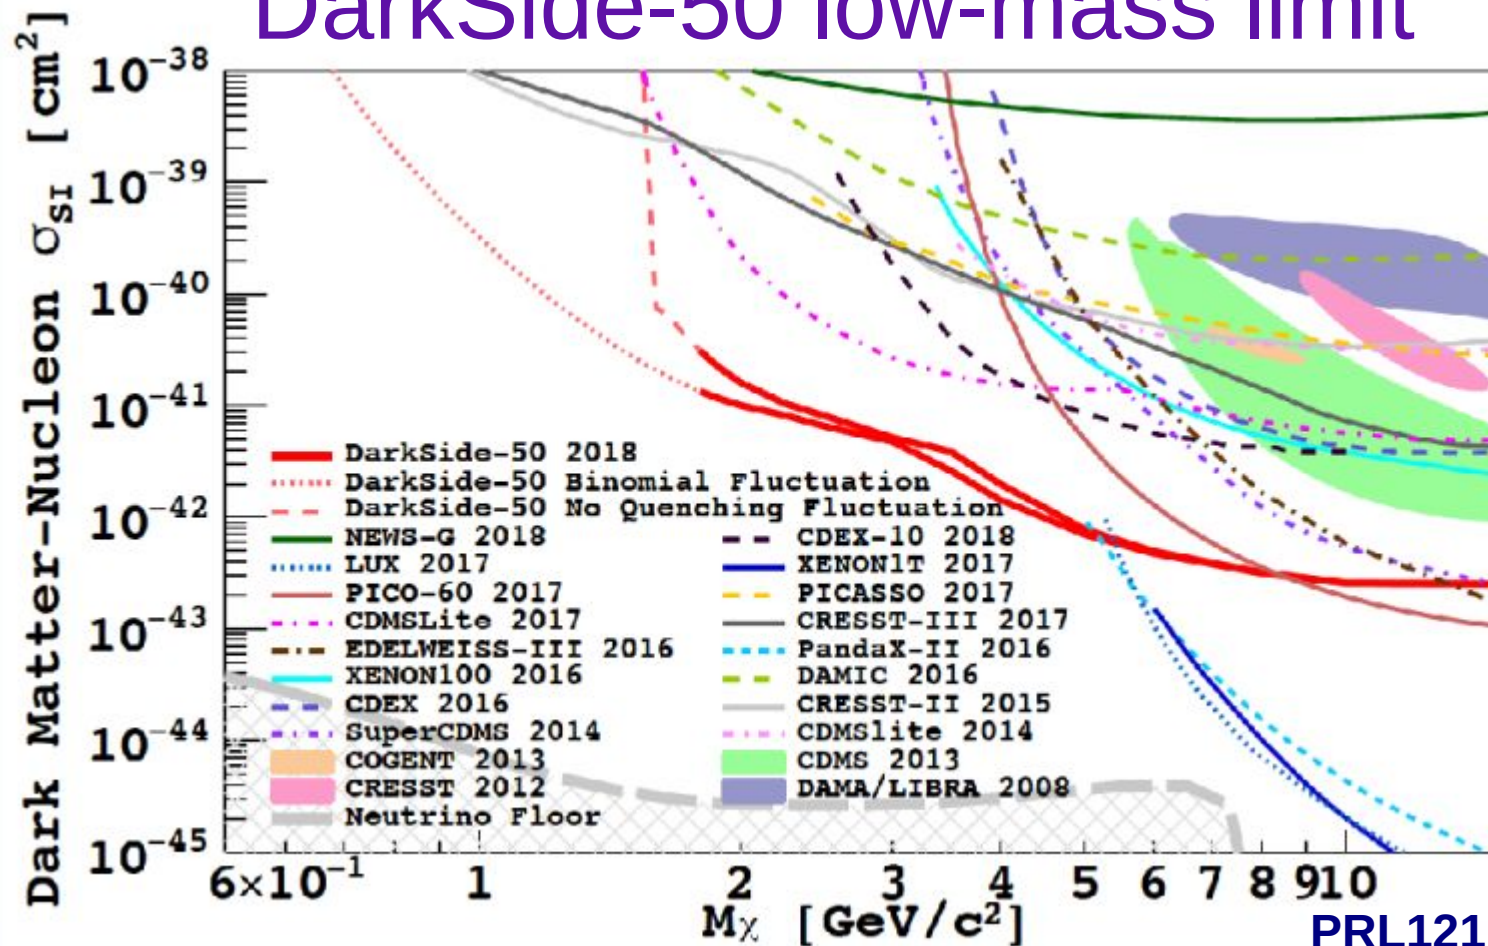 DarkSide-50 low-mass limit
Dark Matter-Nucleon σSI [cm²]
10⁻³⁸
10⁻³⁹
10⁻⁴⁰
10⁻⁴¹
10⁻⁴²
10⁻⁴³
10⁻⁴⁴
10⁻⁴⁵
DarkSide-50 2018
DarkSide-50 Binomial Fluctuation
DarkSide-50 No Quenching Fluctuation
NEWS-G 2018
LUX 2017
PICO-60 2017
CDMSLite 2017
EDELWEISS-III 2016
XENON100 2016
CDEX 2016
SuperCDMS 2014
COGENT 2013
CRESST 2012
Neutrino Floor
CDEX-10 2018
XENON1T 2017
PICASSO 2017
CRESST-III 2017
PandaX-II 2016
DAMIC 2016
CRESST-II 2015
CDMSlite 2014
CDMS 2013
DAMA/LIBRA 2008
6×10⁻¹ 1 2 3 4 5 6 7 8 9 10
Mχ [GeV/c²]
PRL121